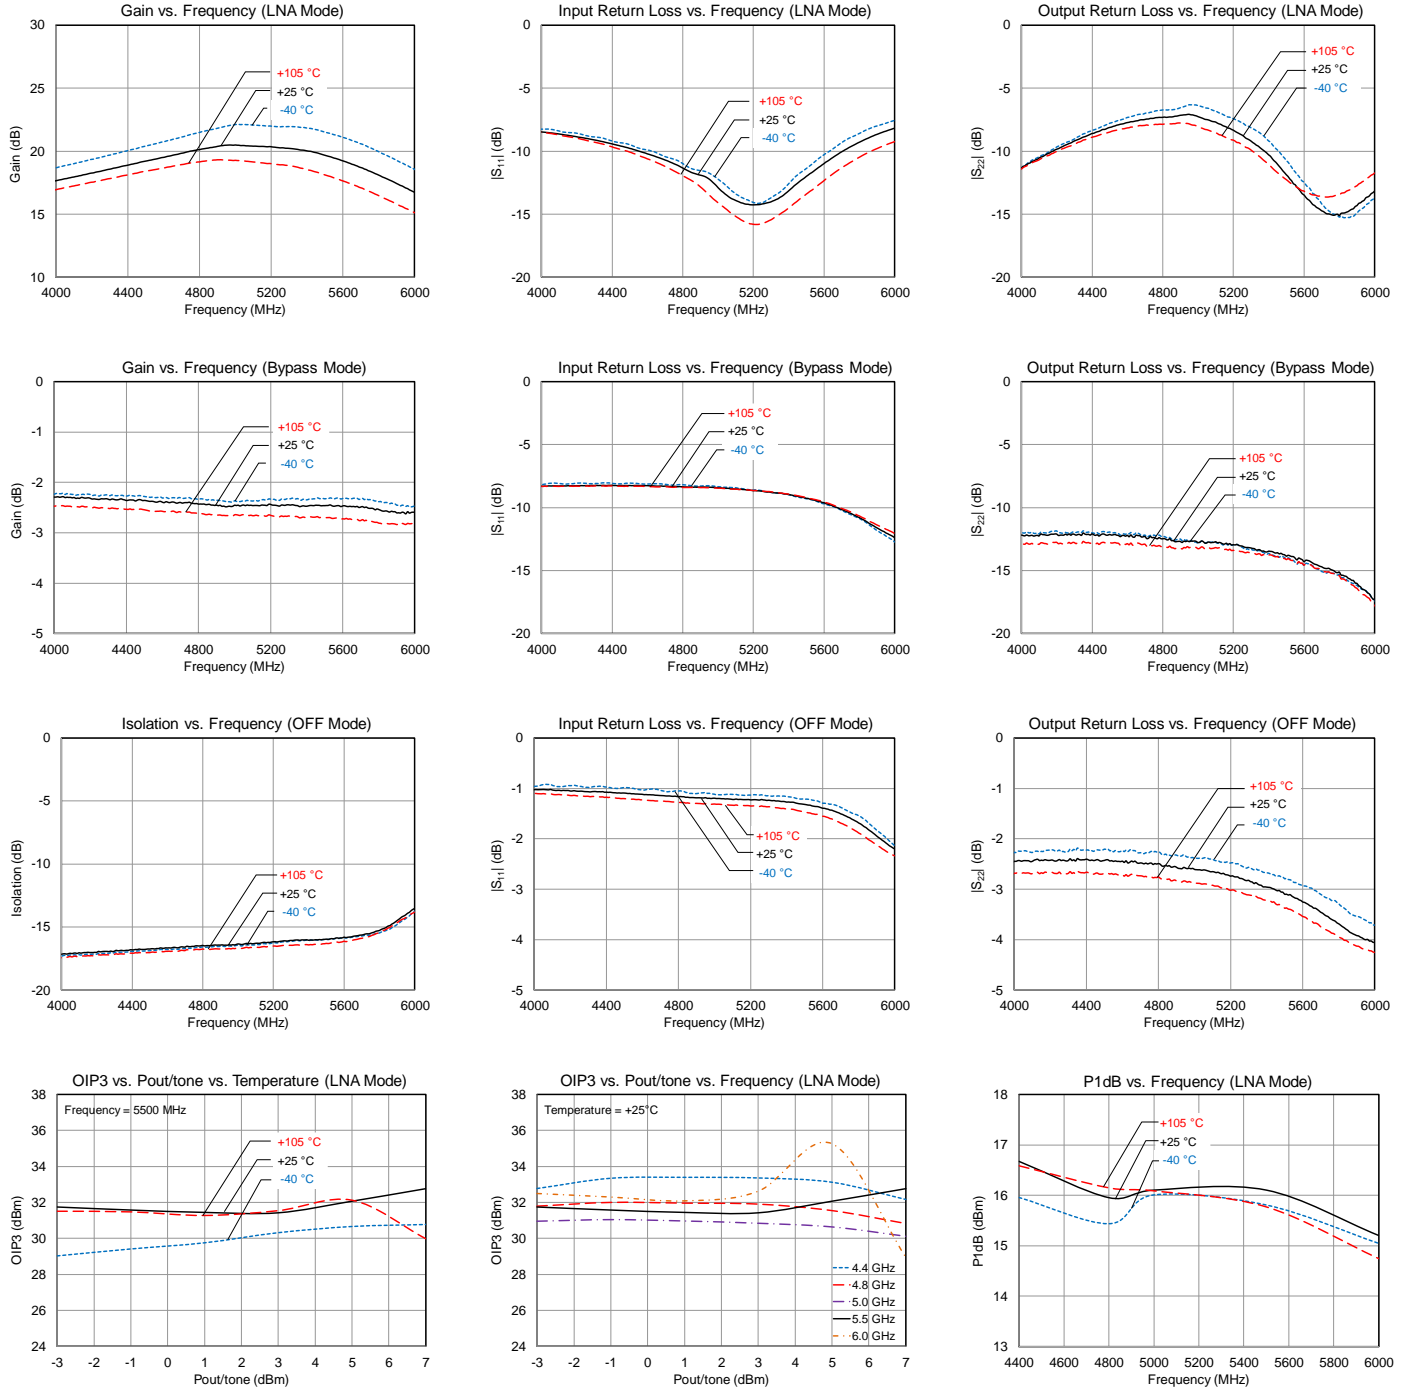 Gain vs. Frequency (LNA Mode)
30
25
20
15
10
Gain (dB)
+105 °C
+25 °C
-40 °C
4000 4400 4800 5200 5600 6000
Frequency (MHz)
Input Return Loss vs. Frequency (LNA Mode)
0
-5
-10
-15
-20
|S11| (dB)
+105 °C
+25 °C
-40 °C
4000 4400 4800 5200 5600 6000
Frequency (MHz)
Output Return Loss vs. Frequency (LNA Mode)
0
-5
-10
-15
-20
|S22| (dB)
+105 °C
+25 °C
-40 °C
4000 4400 4800 5200 5600 6000
Frequency (MHz)
Gain vs. Frequency (Bypass Mode)
0
-1
-2
-3
-4
-5
Gain (dB)
+105 °C
+25 °C
-40 °C
4000 4400 4800 5200 5600 6000
Frequency (MHz)
Input Return Loss vs. Frequency (Bypass Mode)
0
-5
-10
-15
-20
|S11| (dB)
+105 °C
+25 °C
-40 °C
4000 4400 4800 5200 5600 6000
Frequency (MHz)
Output Return Loss vs. Frequency (Bypass Mode)
0
-5
-10
-15
-20
|S22| (dB)
+105 °C
+25 °C
-40 °C
4000 4400 4800 5200 5600 6000
Frequency (MHz)
Isolation vs. Frequency (OFF Mode)
0
-5
-10
-15
-20
Isolation (dB)
+105 °C
+25 °C
-40 °C
4000 4400 4800 5200 5600 6000
Frequency (MHz)
Input Return Loss vs. Frequency (OFF Mode)
0
-1
-2
-3
-4
-5
|S11| (dB)
+105 °C
+25 °C
-40 °C
4000 4400 4800 5200 5600 6000
Frequency (MHz)
Output Return Loss vs. Frequency (OFF Mode)
0
-1
-2
-3
-4
-5
|S22| (dB)
+105 °C
+25 °C
-40 °C
4000 4400 4800 5200 5600 6000
Frequency (MHz)
OIP3 vs. Pout/tone vs. Temperature (LNA Mode)
38
36
34
32
30
28
26
24
OIP3 (dBm)
Frequency = 5500 MHz
+105 °C
+25 °C
-40 °C
-3 -2 -1 0 1 2 3 4 5 6 7
Pout/tone (dBm)
OIP3 vs. Pout/tone vs. Frequency (LNA Mode)
38
36
34
32
30
28
26
24
OIP3 (dBm)
Temperature = +25°C
4.4 GHz
4.8 GHz
5.0 GHz
5.5 GHz
6.0 GHz
-3 -2 -1 0 1 2 3 4 5 6 7
Pout/tone (dBm)
P1dB vs. Frequency (LNA Mode)
18
17
16
15
14
13
P1dB (dBm)
+105 °C
+25 °C
-40 °C
4400 4600 4800 5000 5200 5400 5600 5800 6000
Frequency (MHz)